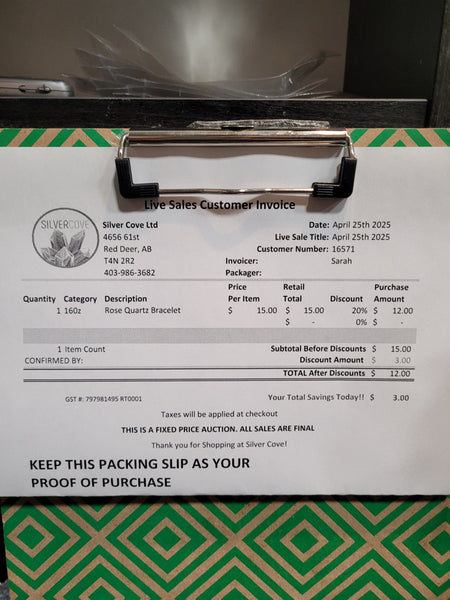 Live Sales Customer Invoice
SILVERCOVE
Silver Cove Ltd
4656 61st
Red Deer, AB
T4N 2R2
403-986-3682
Date: April 25th 2025
Live Sale Title: April 25th 2025
Customer Number: 16571
Invoicer: Sarah
Packager:
Quantity Category Description Price Per Item Retail Total Discount Purchase Amount
1 160z Rose Quartz Bracelet $ 15.00 $ 15.00 20% $ 12.00
$ - 0% $ -
1 Item Count Subtotal Before Discounts $ 15.00
CONFIRMED BY: Discount Amount $ 3.00
TOTAL After Discounts $ 12.00
GST #: 797981495 RT0001 Your Total Savings Today!! $ 3.00
Taxes will be applied at checkout
THIS IS A FIXED PRICE AUCTION. ALL SALES ARE FINAL
Thank you for Shopping at Silver Cove!
KEEP THIS PACKING SLIP AS YOUR
PROOF OF PURCHASE